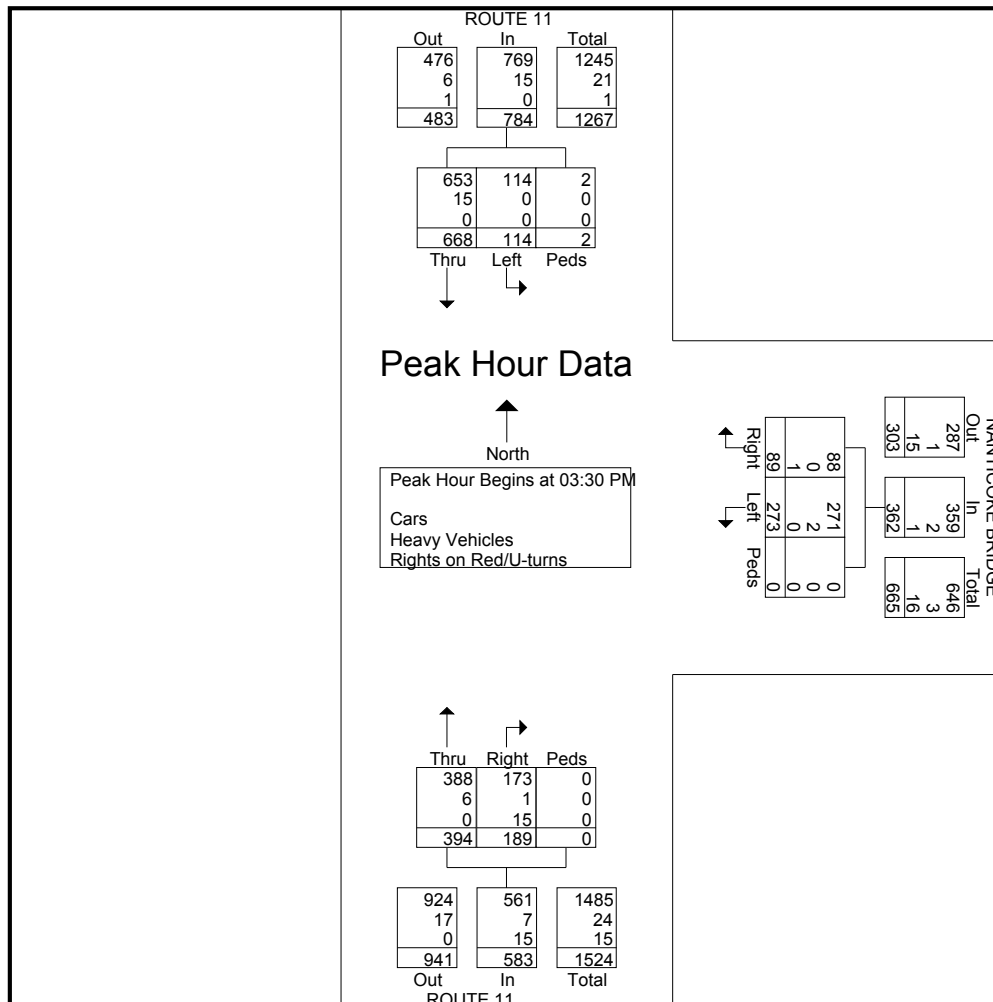 ROUTE 11
Out In Total
476 769 1245
6 15 21
1 0 1
483 784 1267
653 114 2
15 0 0
0 0 0
668 114 2
Thru Left Peds
Peak Hour Data
North
Peak Hour Begins at 03:30 PM
Cars
Heavy Vehicles
Rights on Red/U-turns
Right Left Peds
88 271 0
0 2 0
1 0 0
89 273 0
NANTICOKE BRIDGE
Out In Total
287 359 646
1 2 3
15 1 16
303 362 665
Thru Right Peds
388 173 0
6 1 0
0 15 0
394 189 0
924 561 1485
17 7 24
0 15 15
941 583 1524
Out In Total
ROUTE 11